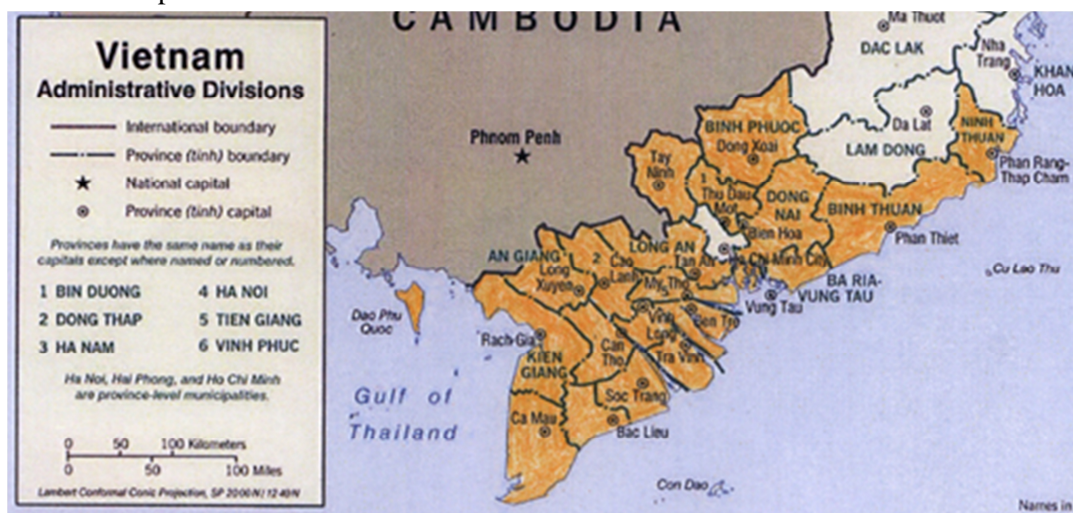 CAMBODIA
Vietnam
Administrative Divisions
International boundary
Province (tinh) boundary
National capital
Province (tinh) capital
Provinces have the same name as their
capitals except where named or numbered.
1 BIN DUONG
2 DONG THAP
3 HA NAM
4 HA NOI
5 TIEN GIANG
6 VINH PHUC
Ha Noi, Hai Phong, and Ho Chi Minh
are province-level municipalities.
0 50 100 Kilometers
0 50 100 Miles
Lambert Conformal Conic Projection, SP
Ma Thuot
DAC LAK
Nha
Trang
KHAN
HOA
Phnom Penh
BINH PHUOC
Dong Xoai
Da Lat
LAM DONG
NINH
THUAN
Phan Rang-
Thap Cham
Tay
Ninh
1
Thu Dau
Mot
DONG
NAI
BINH THUAN
Bien Hoa
Phan Thiet
AN GIANG
LONG AN
Tan An
Chi Minh City
Long
Xuyen
2
Cao
Lanh
My Tho
5
BA RIA-
VUNG TAU
Vung Tau
Cu Lao Thu
Dao Phu
Quoc
Rach-Gia
Vinh
Long
Ben Tre
Can
Tho
Tra Vinh
KIEN
GIANG
Soc Trang
Gulf of
Thailand
Ca Mau
Bac Lieu
Con Dao
Names in